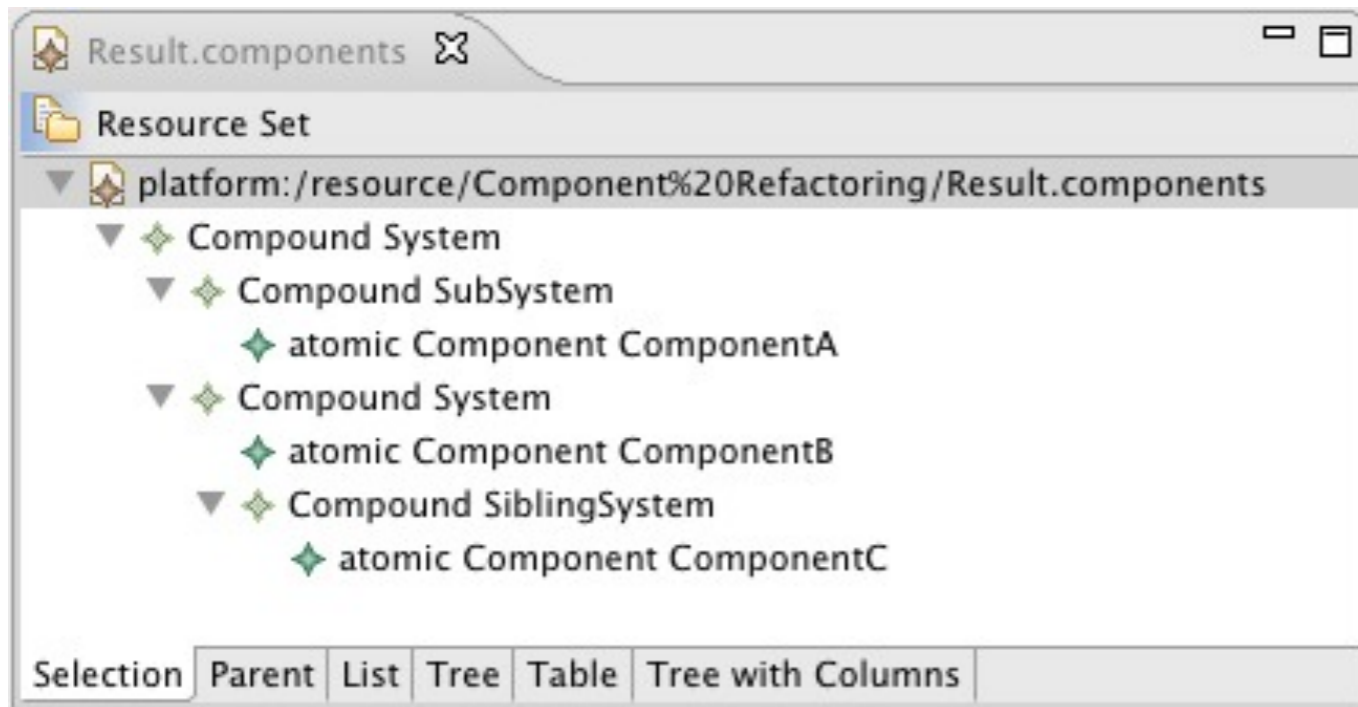 Result.components
Resource Set
platform:/resource/Component%20Refactoring/Result.components
Compound System
Compound SubSystem
atomic Component ComponentA
Compound System
atomic Component ComponentB
Compound SiblingSystem
atomic Component ComponentC
Selection Parent List Tree Table Tree with Columns